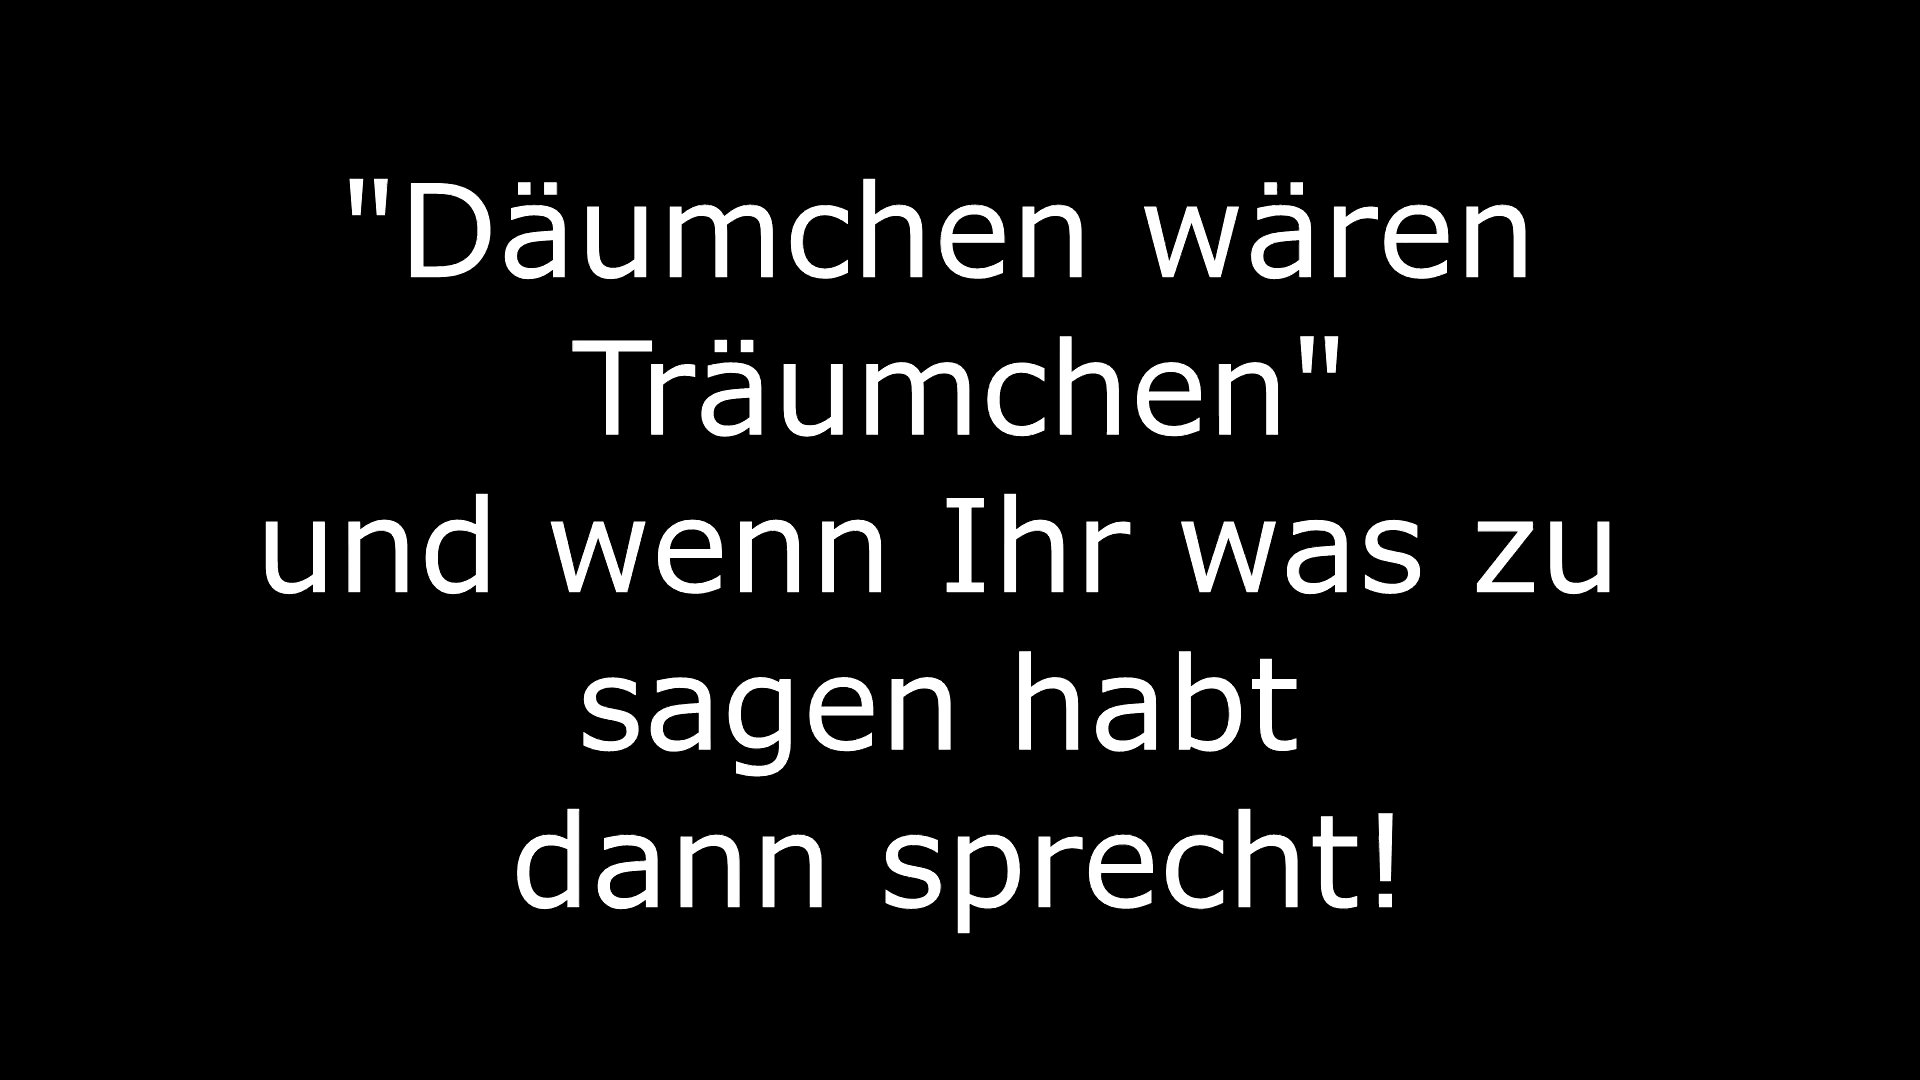 "Däumchen wären
Träumchen"
und wenn Ihr was zu
sagen habt
dann sprecht!